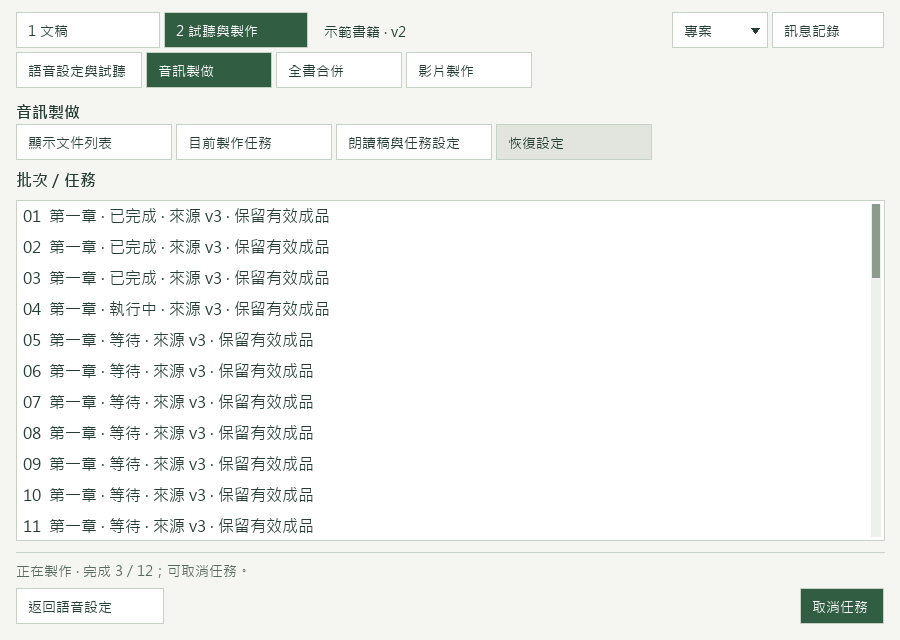 1 文稿
2 試聽與製作
示範書籍 · v2
專案
訊息記錄
語音設定與試聽
音訊製做
全書合併
影片製作
音訊製做
顯示文件列表
目前製作任務
朗讀稿與任務設定
恢復設定
批次 / 任務
01 第一章 · 已完成 · 來源 v3 · 保留有效成品
02 第一章 · 已完成 · 來源 v3 · 保留有效成品
03 第一章 · 已完成 · 來源 v3 · 保留有效成品
04 第一章 · 執行中 · 來源 v3 · 保留有效成品
05 第一章 · 等待 · 來源 v3 · 保留有效成品
06 第一章 · 等待 · 來源 v3 · 保留有效成品
07 第一章 · 等待 · 來源 v3 · 保留有效成品
08 第一章 · 等待 · 來源 v3 · 保留有效成品
09 第一章 · 等待 · 來源 v3 · 保留有效成品
10 第一章 · 等待 · 來源 v3 · 保留有效成品
11 第一章 · 等待 · 來源 v3 · 保留有效成品
正在製作 · 完成 3 / 12；可取消任務。
返回語音設定
取消任務